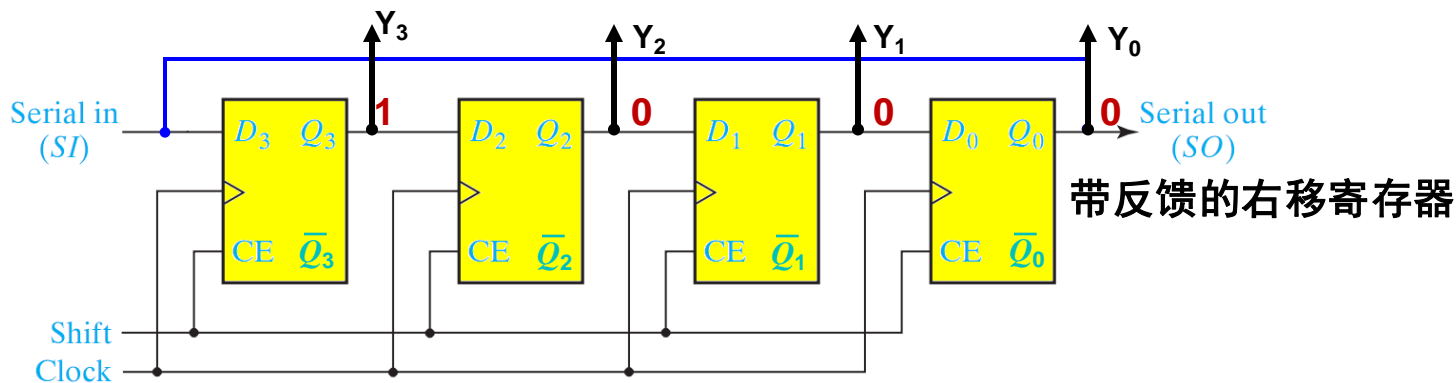 Y₃ Y₂ Y₁ Y₀
Serial in 1 0 0 0 Serial out
(SI) D₃ Q₃ D₂ Q₂ D₁ Q₁ D₀ Q₀ (SO)
带反馈的右移寄存器
CE Q̅₃ CE Q̅₂ CE Q̅₁ CE Q̅₀
Shift
Clock